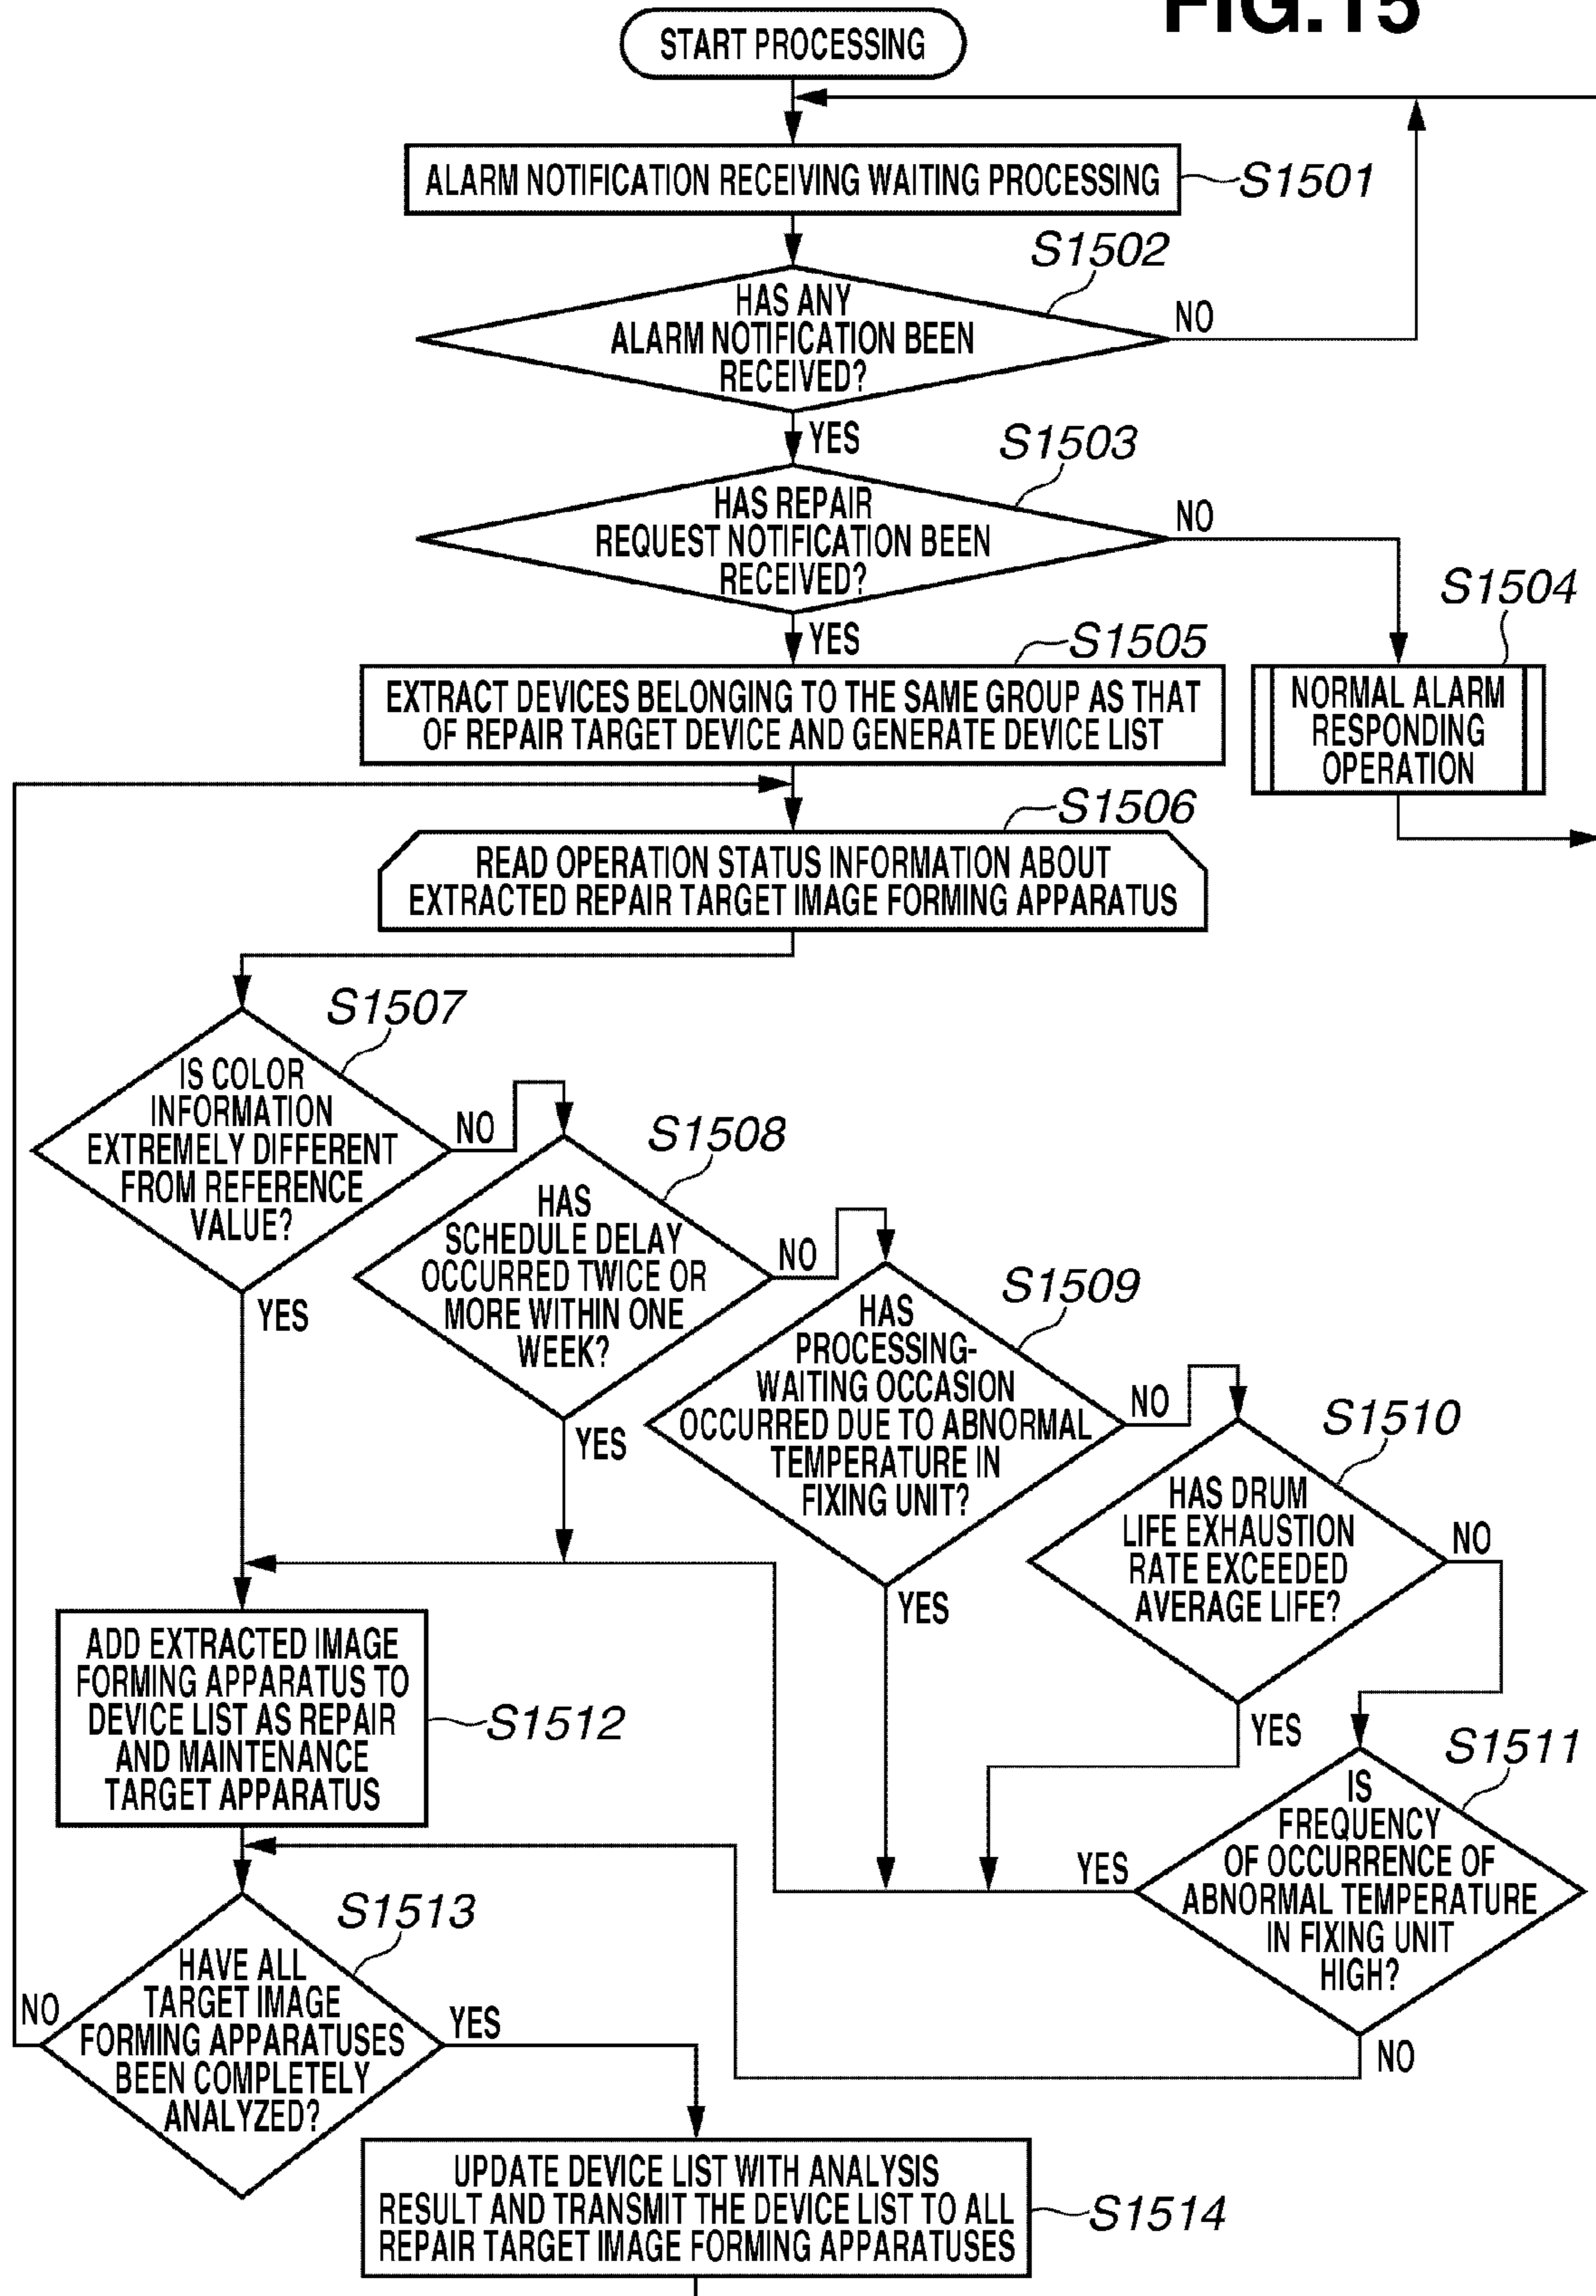 FIG.15
START PROCESSING
ALARM NOTIFICATION RECEIVING WAITING PROCESSING
S1501
S1502
HAS ANY
ALARM NOTIFICATION BEEN
RECEIVED?
NO
YES
S1503
HAS REPAIR
REQUEST NOTIFICATION BEEN
RECEIVED?
NO
YES
S1504
NORMAL ALARM
RESPONDING
OPERATION
S1505
EXTRACT DEVICES BELONGING TO THE SAME GROUP AS THAT
OF REPAIR TARGET DEVICE AND GENERATE DEVICE LIST
S1506
READ OPERATION STATUS INFORMATION ABOUT
EXTRACTED REPAIR TARGET IMAGE FORMING APPARATUS
S1507
IS COLOR
INFORMATION
EXTREMELY DIFFERENT
FROM REFERENCE
VALUE?
NO
YES
S1508
HAS
SCHEDULE DELAY
OCCURRED TWICE OR
MORE WITHIN ONE
WEEK?
NO
YES
S1509
HAS
PROCESSING-
WAITING OCCASION
OCCURRED DUE TO ABNORMAL
TEMPERATURE IN
FIXING UNIT?
NO
YES
S1510
HAS DRUM
LIFE EXHAUSTION
RATE EXCEEDED
AVERAGE LIFE?
NO
YES
S1511
IS
FREQUENCY
OF OCCURRENCE OF
ABNORMAL TEMPERATURE
IN FIXING UNIT
HIGH?
YES
NO
ADD EXTRACTED IMAGE
FORMING APPARATUS TO
DEVICE LIST AS REPAIR
AND MAINTENANCE
TARGET APPARATUS
S1512
S1513
HAVE ALL
TARGET IMAGE
FORMING APPARATUSES
BEEN COMPLETELY
ANALYZED?
NO
YES
UPDATE DEVICE LIST WITH ANALYSIS
RESULT AND TRANSMIT THE DEVICE LIST TO ALL
REPAIR TARGET IMAGE FORMING APPARATUSES
S1514